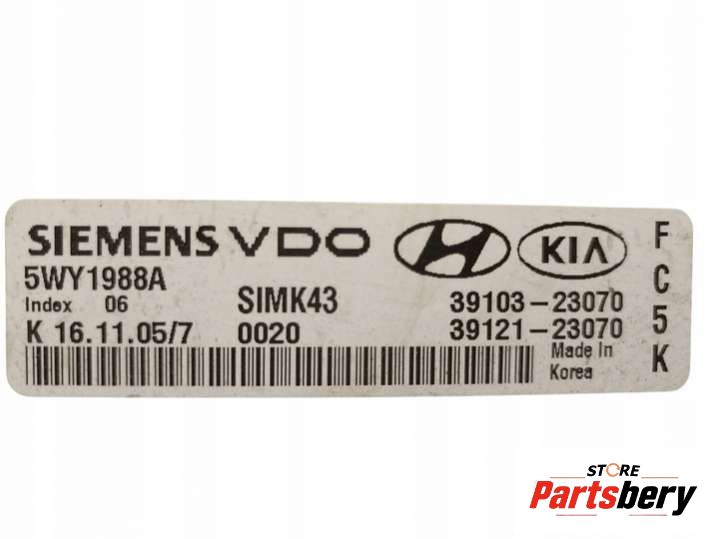 SIEMENS VDO KIA
5WY1988A
Index 06 SIMK43 39103-23070
K 16.11.05/7 0020 39121-23070
Made In
Korea
F
C
5
K
STORE
Partsbery